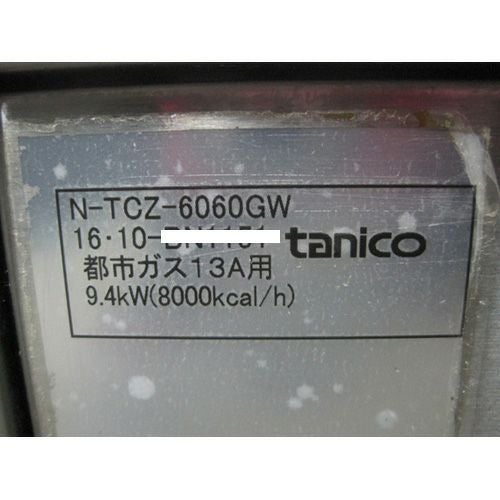 N-TCZ-6060GW
16·10- tanico
都市ガス13A用
9.4kW(8000kcal/h)